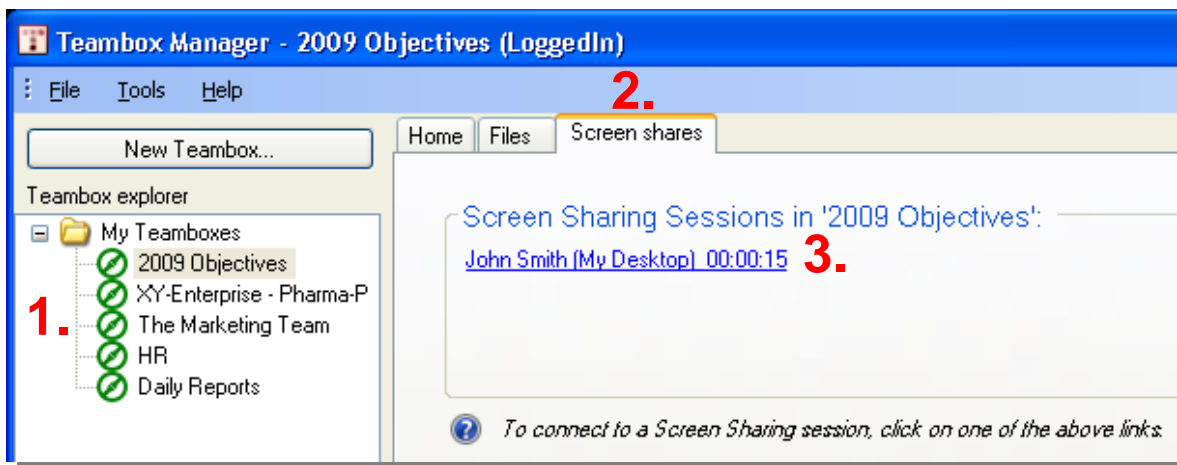 Teambox Manager - 2009 Objectives (LoggedIn)
File Tools Help
2.
New Teambox...
Home Files Screen shares
Teambox explorer
My Teamboxes
2009 Objectives
XY-Enterprise - Pharma-P
The Marketing Team
HR
Daily Reports
1.
Screen Sharing Sessions in '2009 Objectives':
John Smith (My Desktop) 00:00:15
3.
To connect to a Screen Sharing session, click on one of the above links.